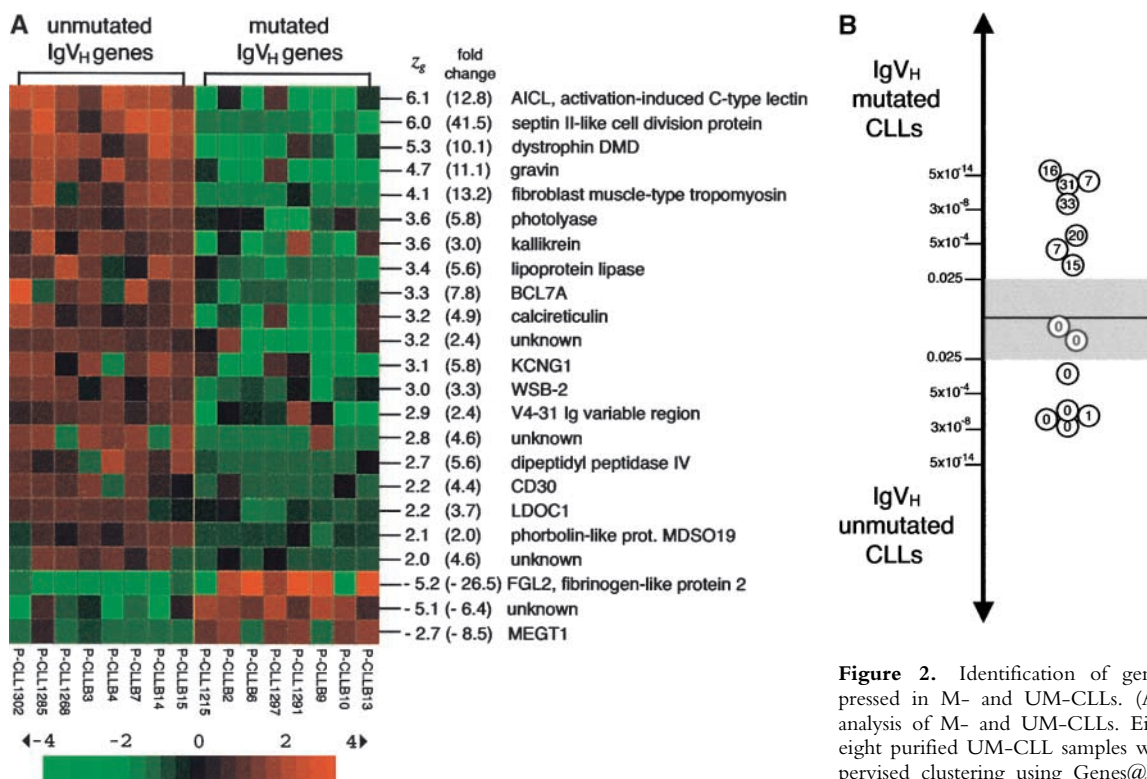 A
unmutated
IgVH genes
mutated
IgVH genes
zg
fold
change
6.1 (12.8) AICL, activation-induced C-type lectin
6.0 (41.5) septin II-like cell division protein
5.3 (10.1) dystrophin DMD
4.7 (11.1) gravin
4.1 (13.2) fibroblast muscle-type tropomyosin
3.6 (5.8) photolyase
3.6 (3.0) kallikrein
3.4 (5.6) lipoprotein lipase
3.3 (7.8) BCL7A
3.2 (4.9) calcireticulin
3.2 (2.4) unknown
3.1 (5.8) KCNG1
3.0 (3.3) WSB-2
2.9 (2.4) V4-31 Ig variable region
2.8 (4.6) unknown
2.7 (5.6) dipeptidyl peptidase IV
2.2 (4.4) CD30
2.2 (3.7) LDOC1
2.1 (2.0) phorbolin-like prot. MDSO19
2.0 (4.6) unknown
- 5.2 (- 26.5) FGL2, fibrinogen-like protein 2
- 5.1 (- 6.4) unknown
- 2.7 (- 8.5) MEGT1
P-CLL1302
P-CLL1285
P-CLL1268
P-CLLB3
P-CLLB4
P-CLLB7
P-CLLB14
P-CLLB15
P-CLL1215
P-CLLB2
P-CLLB6
P-CLL1297
P-CLL1291
P-CLLB9
P-CLLB10
P-CLLB13
-4 -2 0 2 4
B
IgVH
mutated
CLLs
5x10-14
3x10-8
5x10-4
0.025
0.025
5x10-4
3x10-8
5x10-14
16
31
7
33
20
7
15
0
0
0
0
0
0
1
IgVH
unmutated
CLLs
Figure 2. Identification of gen
pressed in M- and UM-CLLs. (A
analysis of M- and UM-CLLs. Ei
eight purified UM-CLL samples w
pervised clustering using Genes@